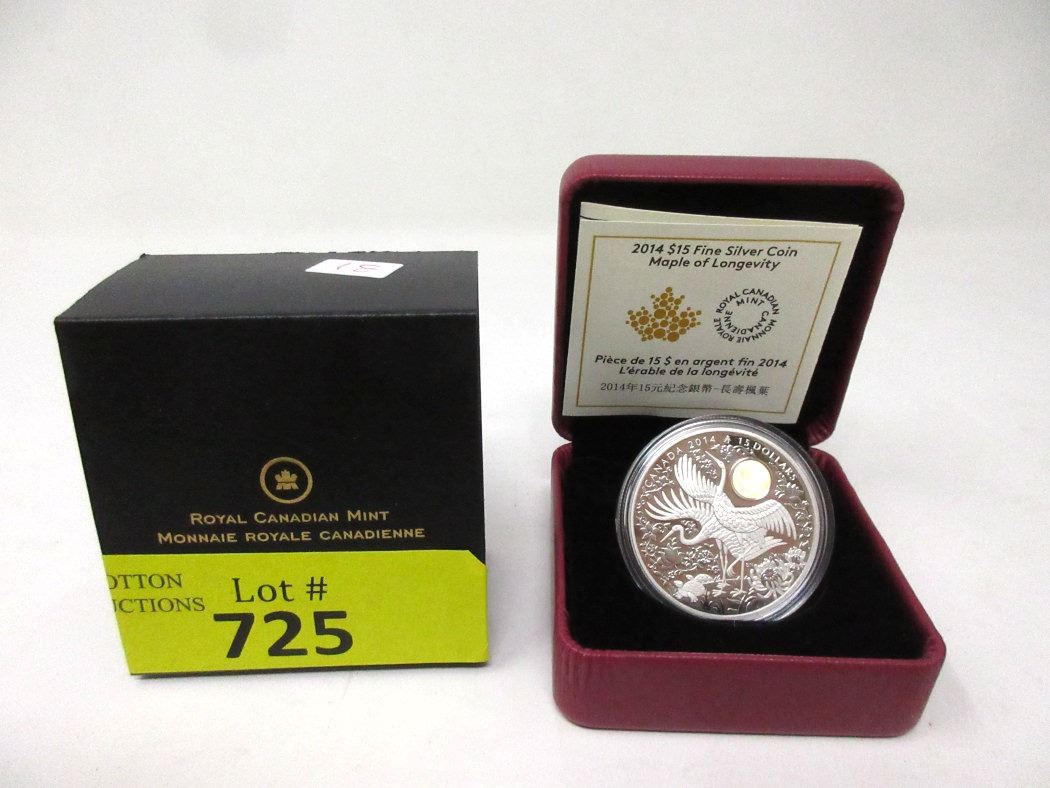 18
ROYAL CANADIAN MINT
MONNAIE ROYALE CANADIENNE
OTTON
UCTIONS
Lot #
725
2014 $15 Fine Silver Coin
Maple of Longevity
ROYAL CANADIAN MINT
MONNAIE ROYALE CANADIENNE
Pièce de 15 $ en argent fin 2014
L'érable de la longévité
2014年15元紀念銀幣-長壽楓葉
CANADA 2014 15 DOLLARS